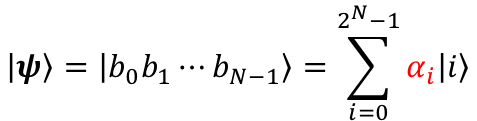 |𝝍⟩ = |b₀b₁⋯b_{N−1}⟩ = ∑_{i=0}^{2^N−1} α_i|i⟩